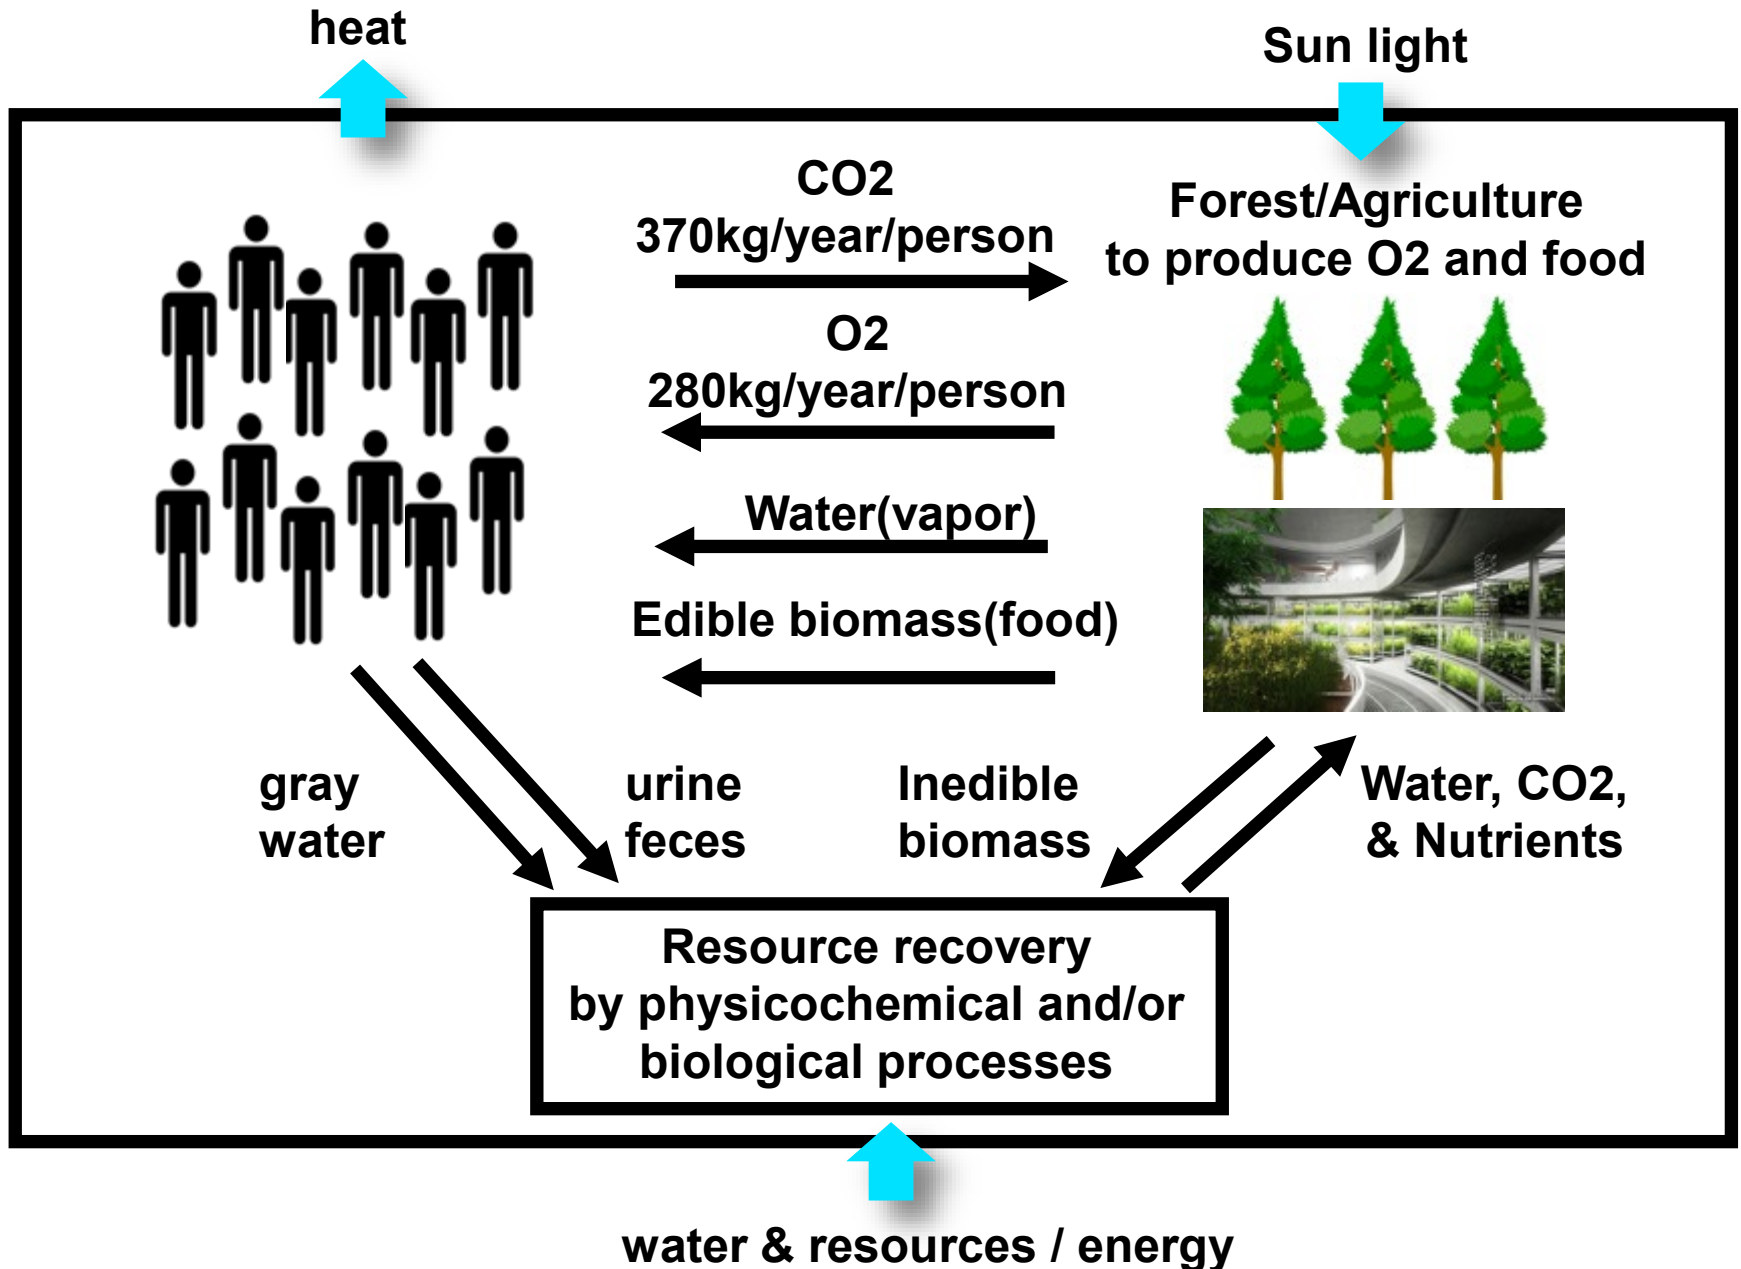 heat
Sun light
CO2
370kg/year/person
Forest/Agriculture
to produce O2 and food
O2
280kg/year/person
Water(vapor)
Edible biomass(food)
gray
water
urine
feces
Inedible
biomass
Water, CO2,
& Nutrients
Resource recovery
by physicochemical and/or
biological processes
water & resources / energy